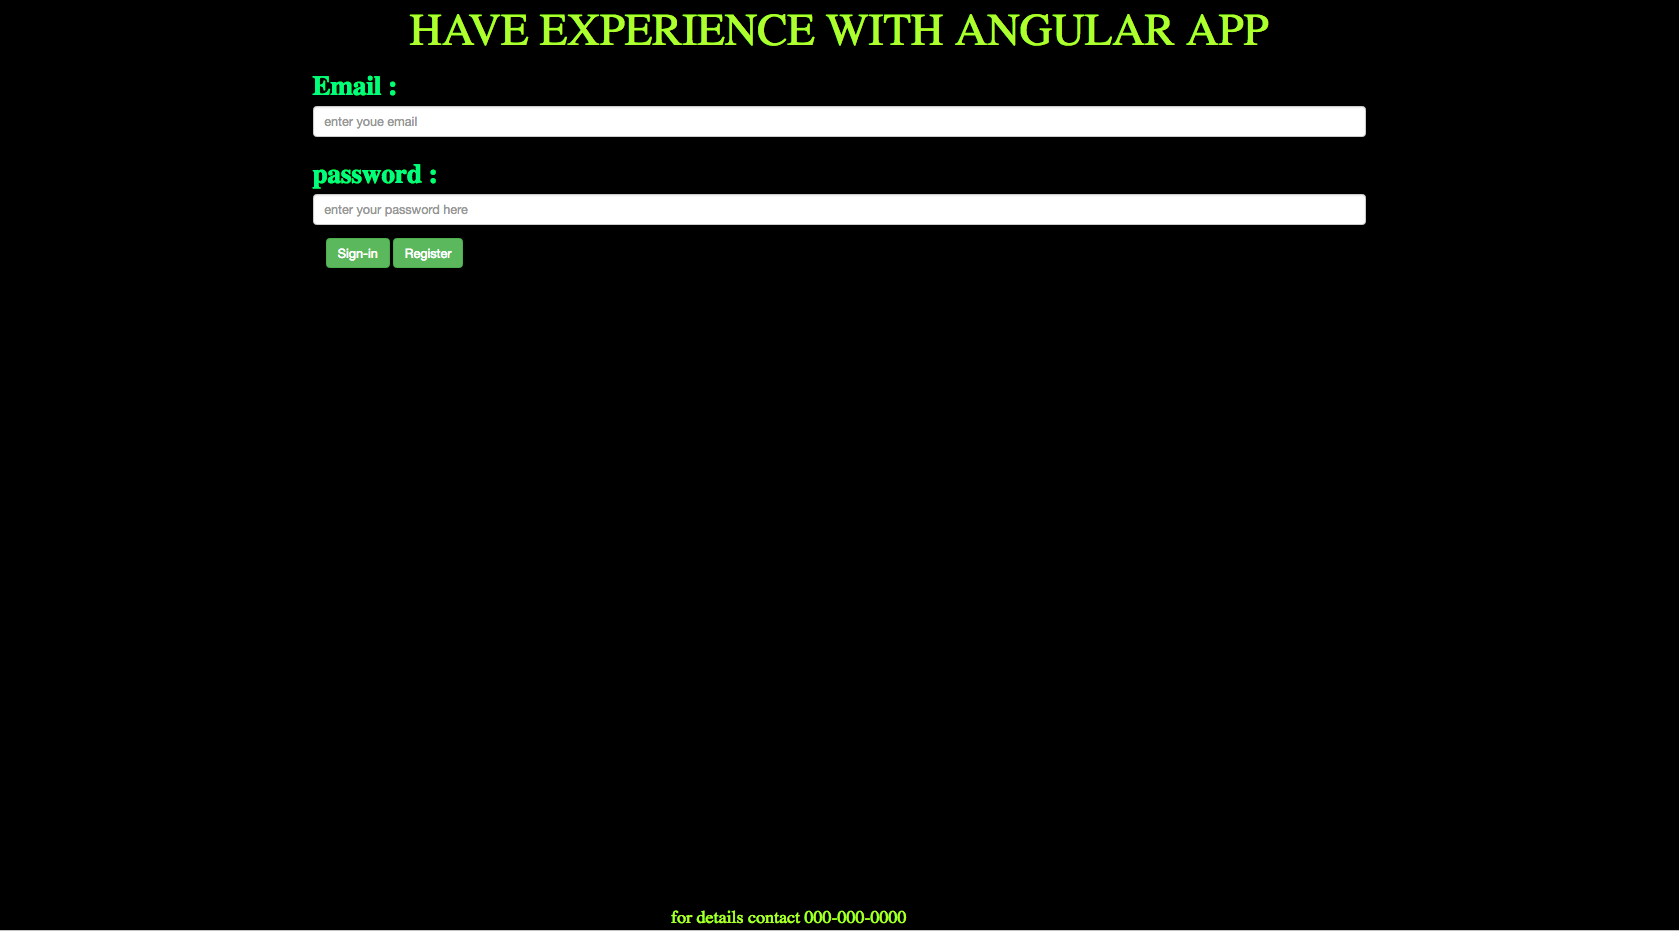 HAVE EXPERIENCE WITH ANGULAR APP
Email :
enter youe email
password :
enter your password here
Sign-in Register
for details contact 000-000-0000